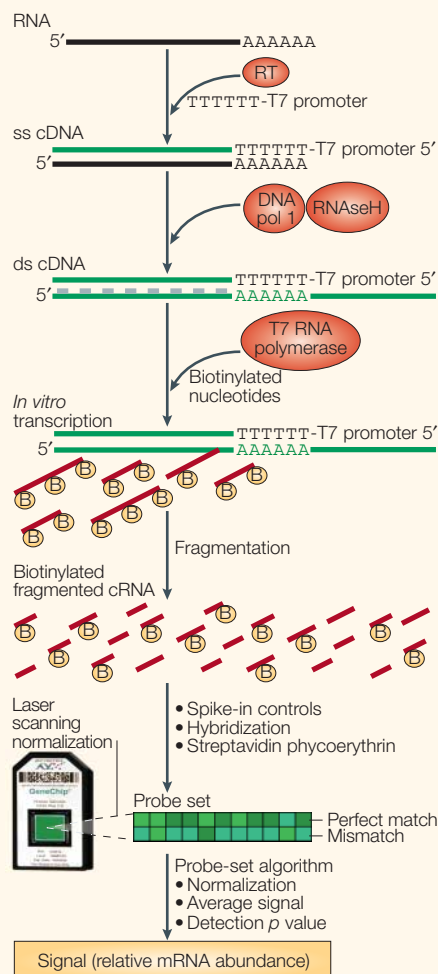 RNA
5′ AAAAAA
RT
TTTTTT-T7 promoter
ss cDNA
TTTTTT-T7 promoter 5′
AAAAAA
DNA
pol 1
RNAseH
ds cDNA
TTTTTT-T7 promoter 5′
5′ AAAAAA
T7 RNA
polymerase
Biotinylated
nucleotides
In vitro
transcription
TTTTTT-T7 promoter 5′
5′ AAAAAA
B B B B B B
B B B B B
Fragmentation
Biotinylated
fragmented cRNA
B B B B B
B B B B
Laser
scanning
normalization
• Spike-in controls
• Hybridization
• Streptavidin phycoerythrin
GeneChip
Probe set
Perfect match
Mismatch
Probe-set algorithm
• Normalization
• Average signal
• Detection p value
Signal (relative mRNA abundance)